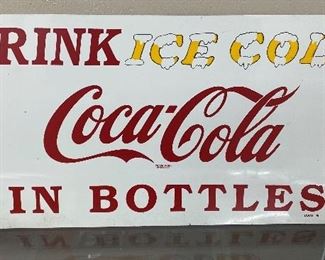 RINK ICE COL
Coca-Cola
IN BOTTLES